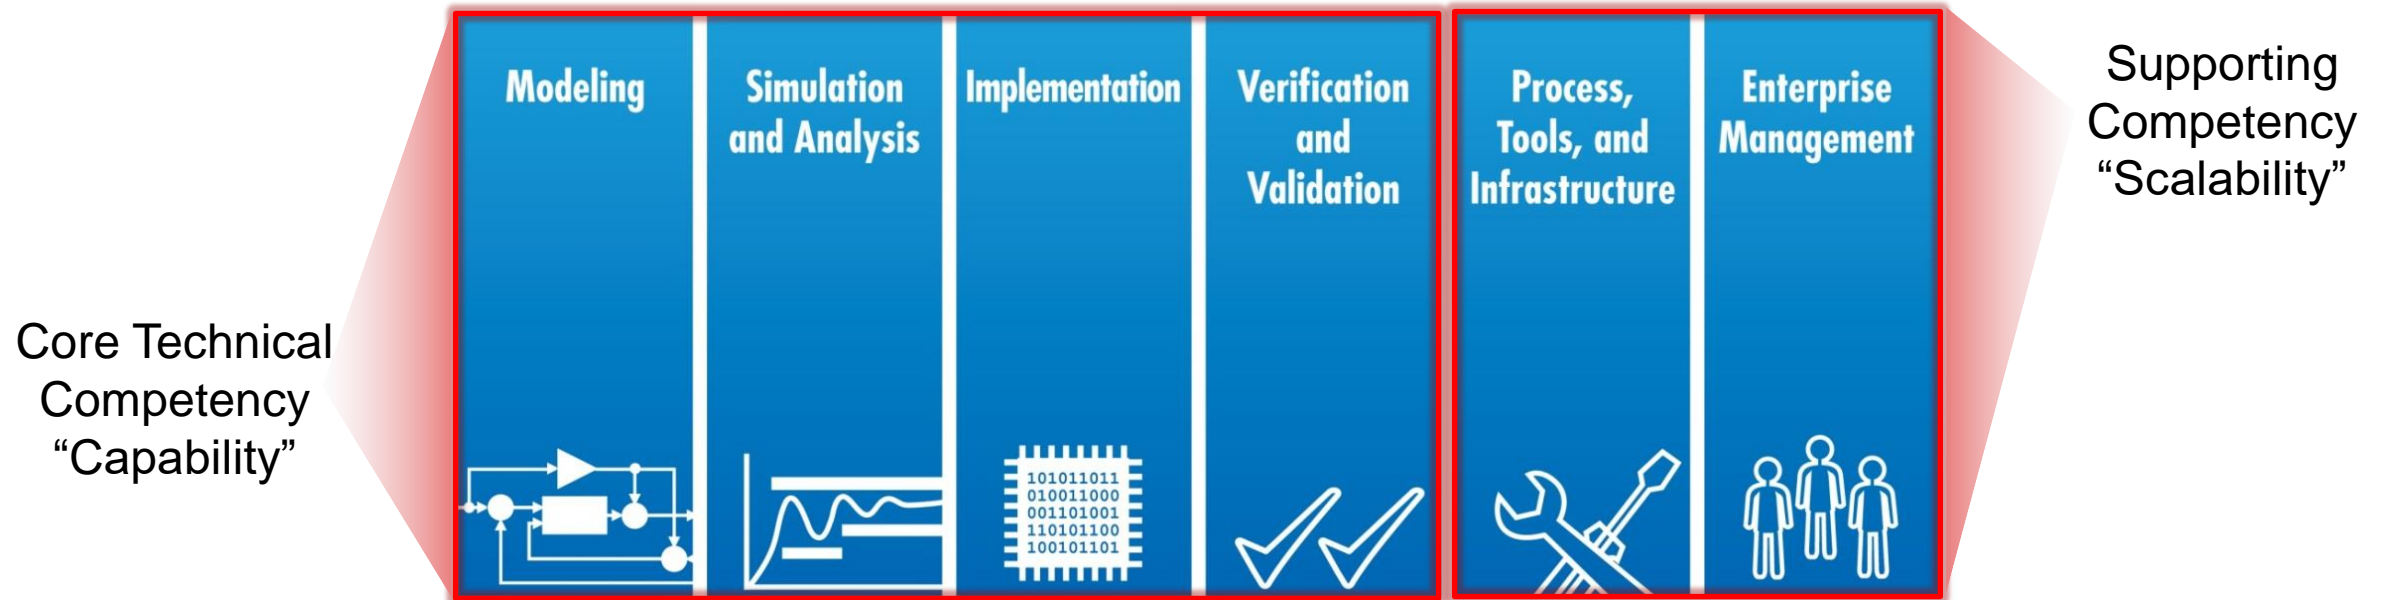 Core Technical
Competency
“Capability”
Modeling
Simulation
and Analysis
Implementation
101011011
010011000
001101001
110101100
100101101
Verification
and
Validation
Process,
Tools, and
Infrastructure
Enterprise
Management
Supporting
Competency
“Scalability”